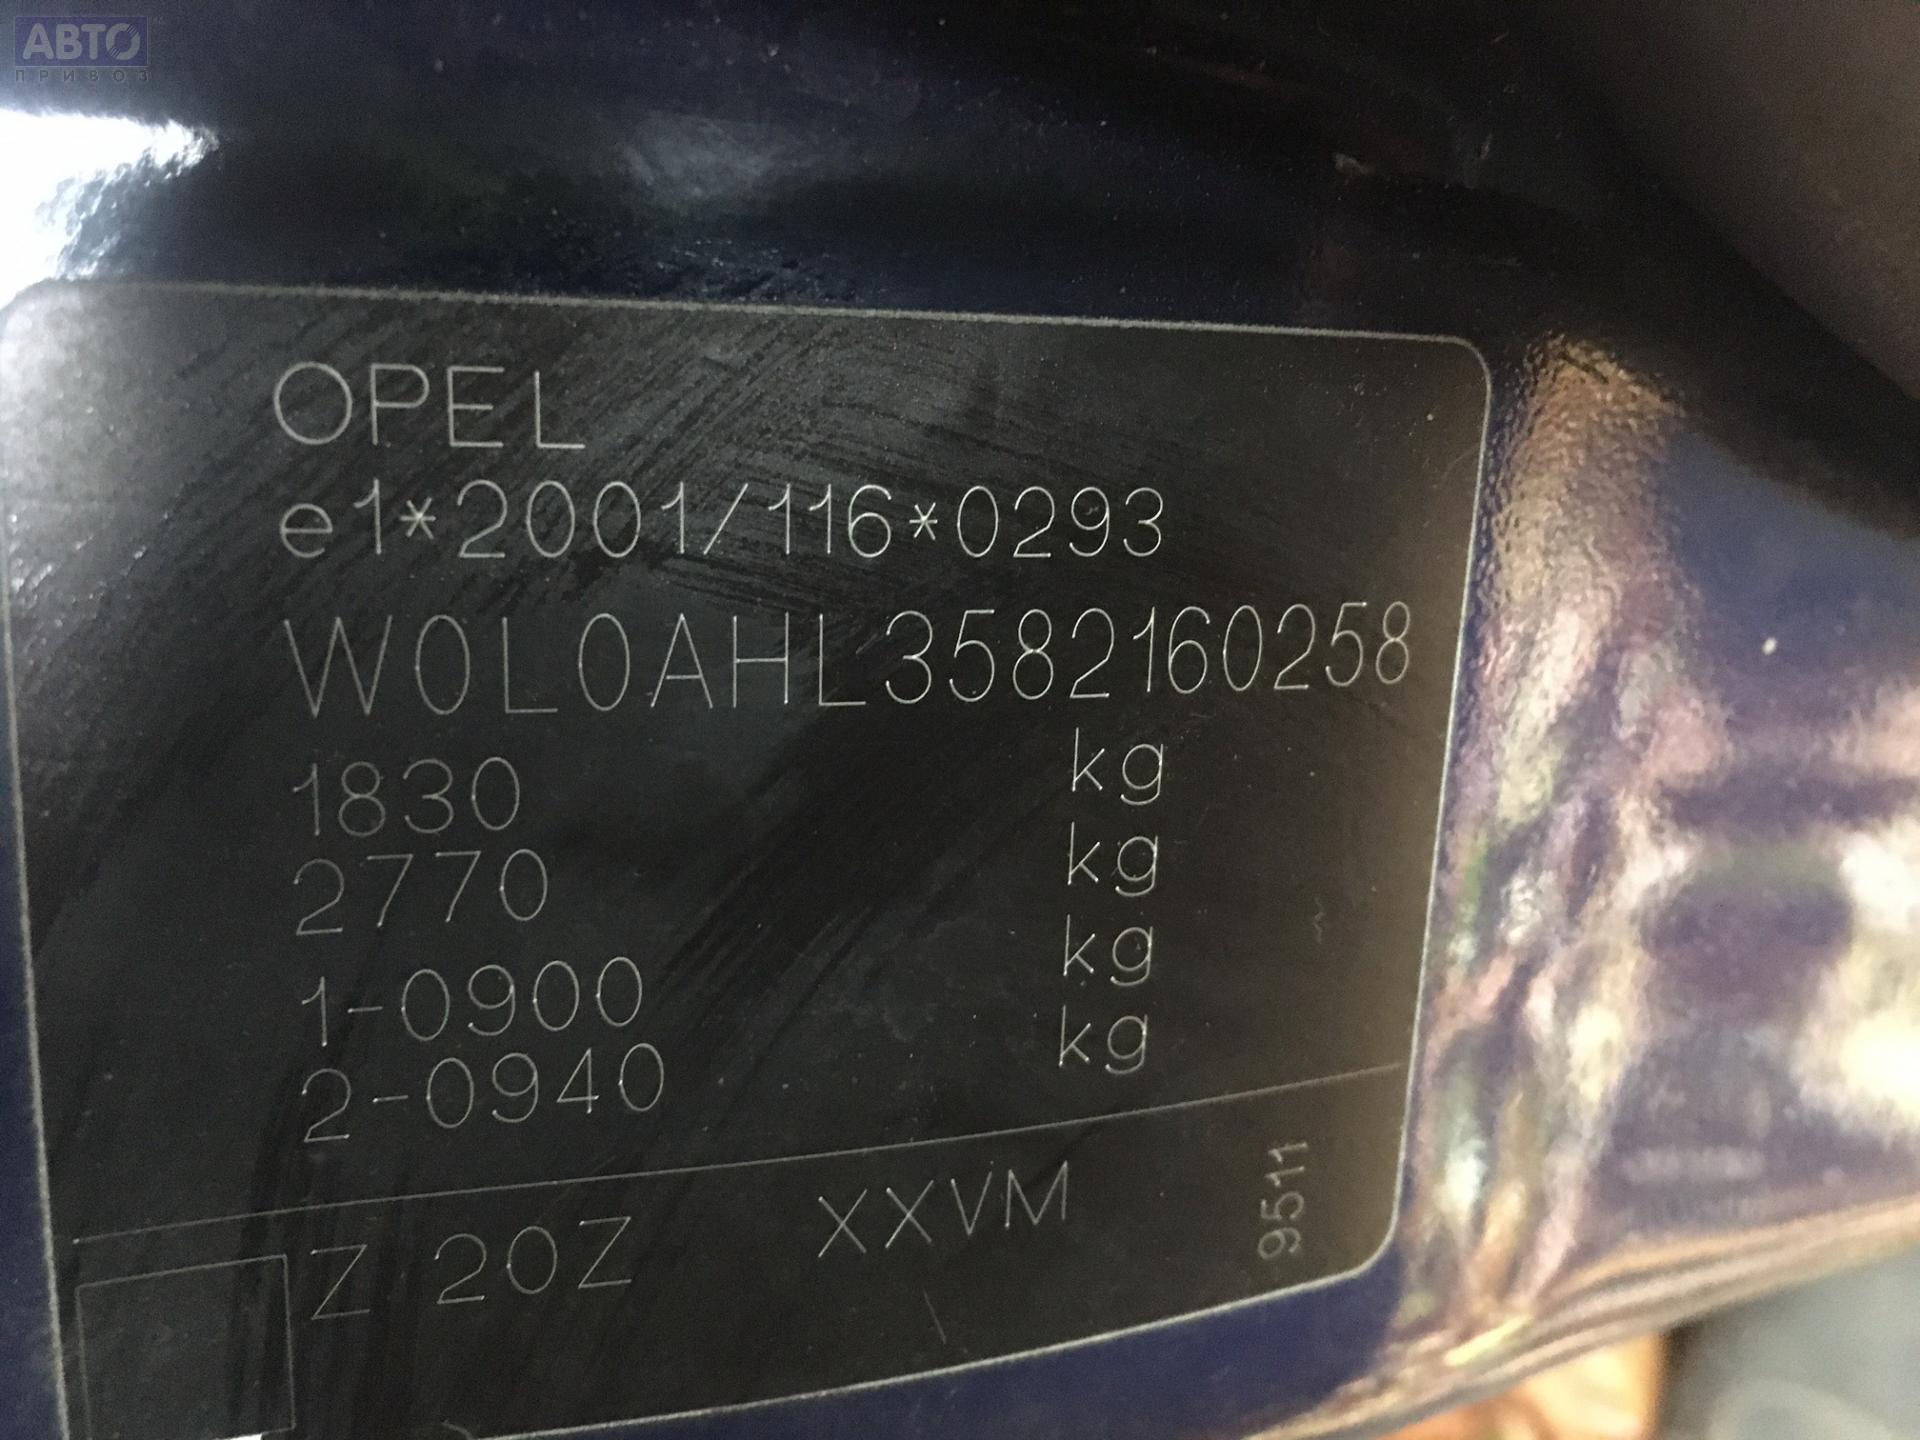 АВТО
ПРИВОЗ
OPEL
e1*2001/116*0293
W0L0AHL3582160258
1830 kg
2770 kg
1-0900 kg
2-0940 kg
Z 20Z XXVM
9511